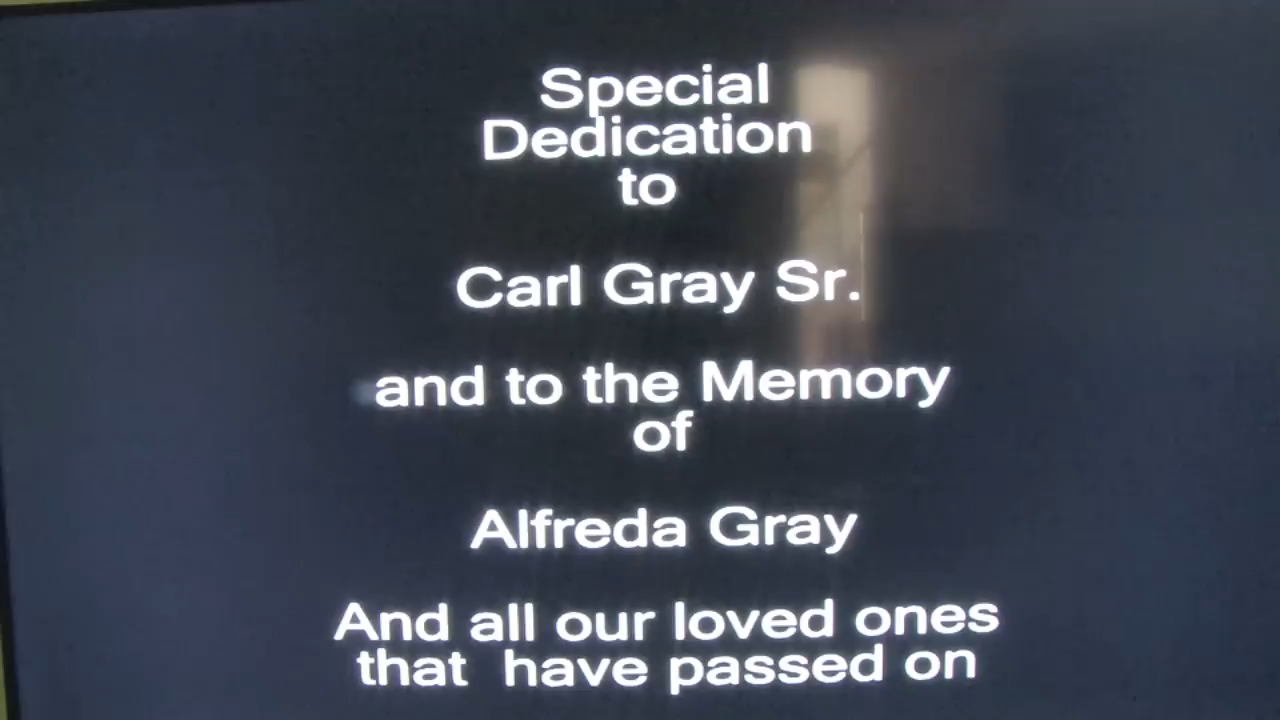 Special
Dedication
to
Carl Gray Sr.
and to the Memory
of
Alfreda Gray
And all our loved ones
that have passed on